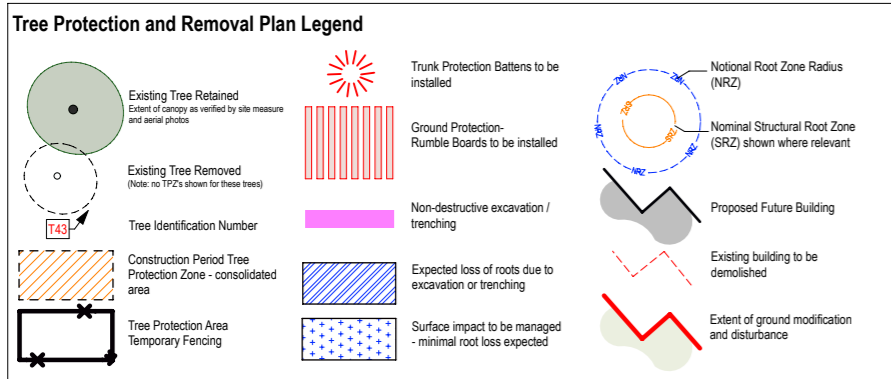 Tree Protection and Removal Plan Legend
Existing Tree Retained
Extent of canopy as verified by site measure
and aerial photos
Existing Tree Removed
(Note: no TPZ's shown for these trees)
T43
Tree Identification Number
Construction Period Tree
Protection Zone - consolidated
area
Tree Protection Area
Temporary Fencing
Trunk Protection Battens to be
installed
Ground Protection-
Rumble Boards to be installed
Non-destructive excavation /
trenching
Expected loss of roots due to
excavation or trenching
Surface impact to be managed
- minimal root loss expected
NRZ
NRZ
NRZ
NRZ
NRZ
NRZ
SRZ
SRZ
Notional Root Zone Radius
(NRZ)
Nominal Structural Root Zone
(SRZ) shown where relevant
Proposed Future Building
Existing building to be
demolished
Extent of ground modification
and disturbance